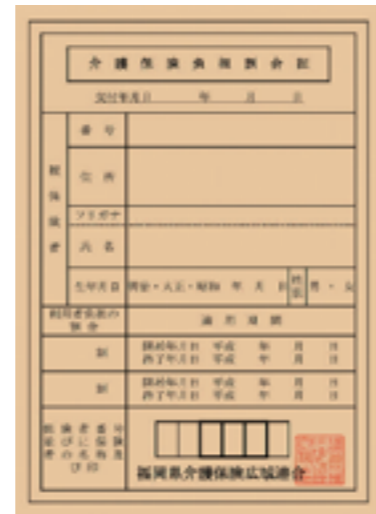 介護保険負担割合証
交付年月日 年 月 日
被保険者
番号
住所
フリガナ
氏名
生年月日 明治・大正・昭和 年 月 日 性別 男・女
利用者負担の割合 適用期間
割 開始年月日 平成 年 月 日
終了年月日 平成 年 月 日
割 開始年月日 平成 年 月 日
終了年月日 平成 年 月 日
保険者番号並びに保険者の名称及び印
福岡県介護保険広域連合